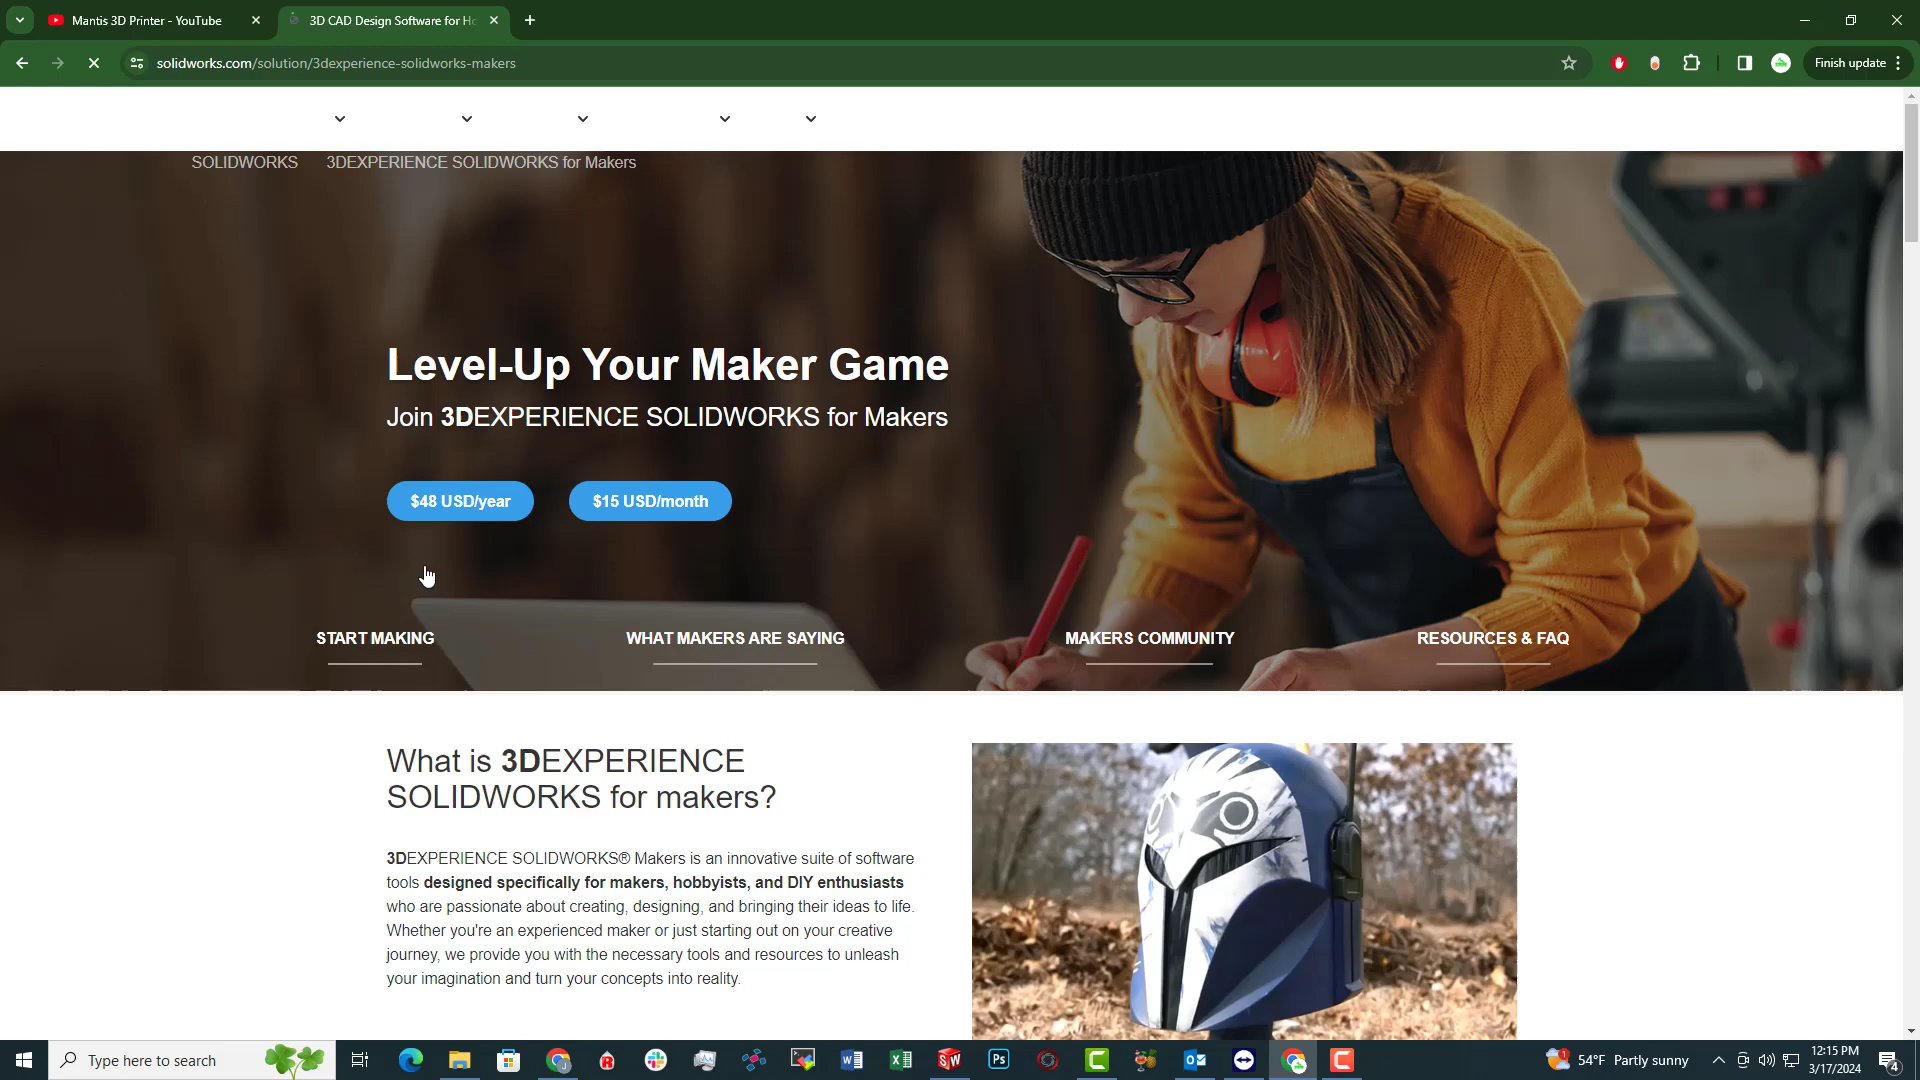 Mantis 3D Printer - YouTube
3D CAD Design Software for Ho
solidworks.com/solution/3dexperience-solidworks-makers
Finish update
SOLIDWORKS 3DEXPERIENCE SOLIDWORKS for Makers
Level-Up Your Maker Game
Join 3DEXPERIENCE SOLIDWORKS for Makers
$48 USD/year $15 USD/month
START MAKING WHAT MAKERS ARE SAYING MAKERS COMMUNITY RESOURCES & FAQ
What is 3DEXPERIENCE
SOLIDWORKS for makers?
3DEXPERIENCE SOLIDWORKS® Makers is an innovative suite of software
tools designed specifically for makers, hobbyists, and DIY enthusiasts
who are passionate about creating, designing, and bringing their ideas to life.
Whether you're an experienced maker or just starting out on your creative
journey, we provide you with the necessary tools and resources to unleash
your imagination and turn your concepts into reality.
Type here to search
54°F Partly sunny
12:15 PM
3/17/2024
4